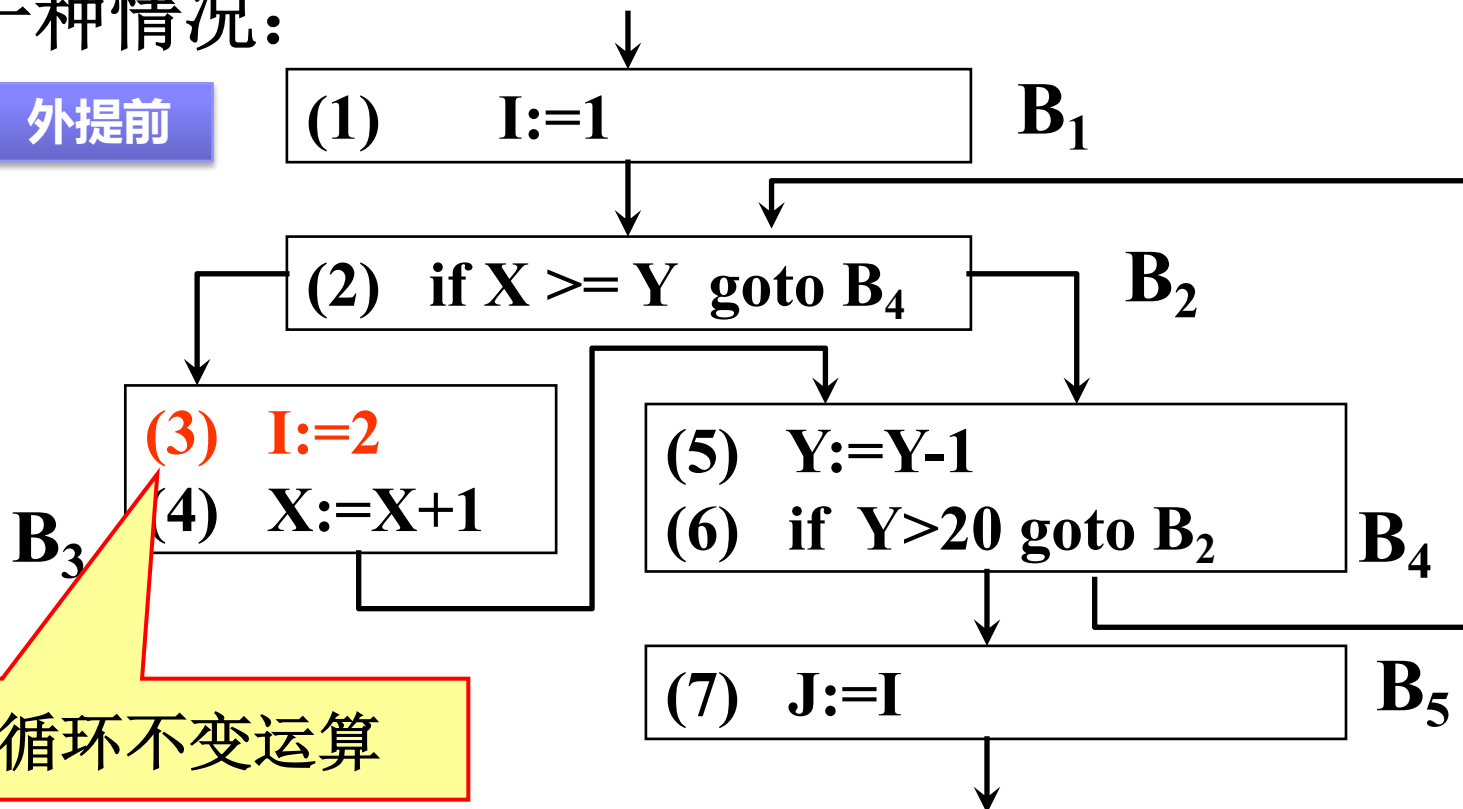 一种情况：
外提前
(1) I:=1
B1
(2) if X >= Y goto B4
B2
(3) I:=2
(4) X:=X+1
B3
(5) Y:=Y-1
(6) if Y>20 goto B2
B4
(7) J:=I
B5
循环不变运算